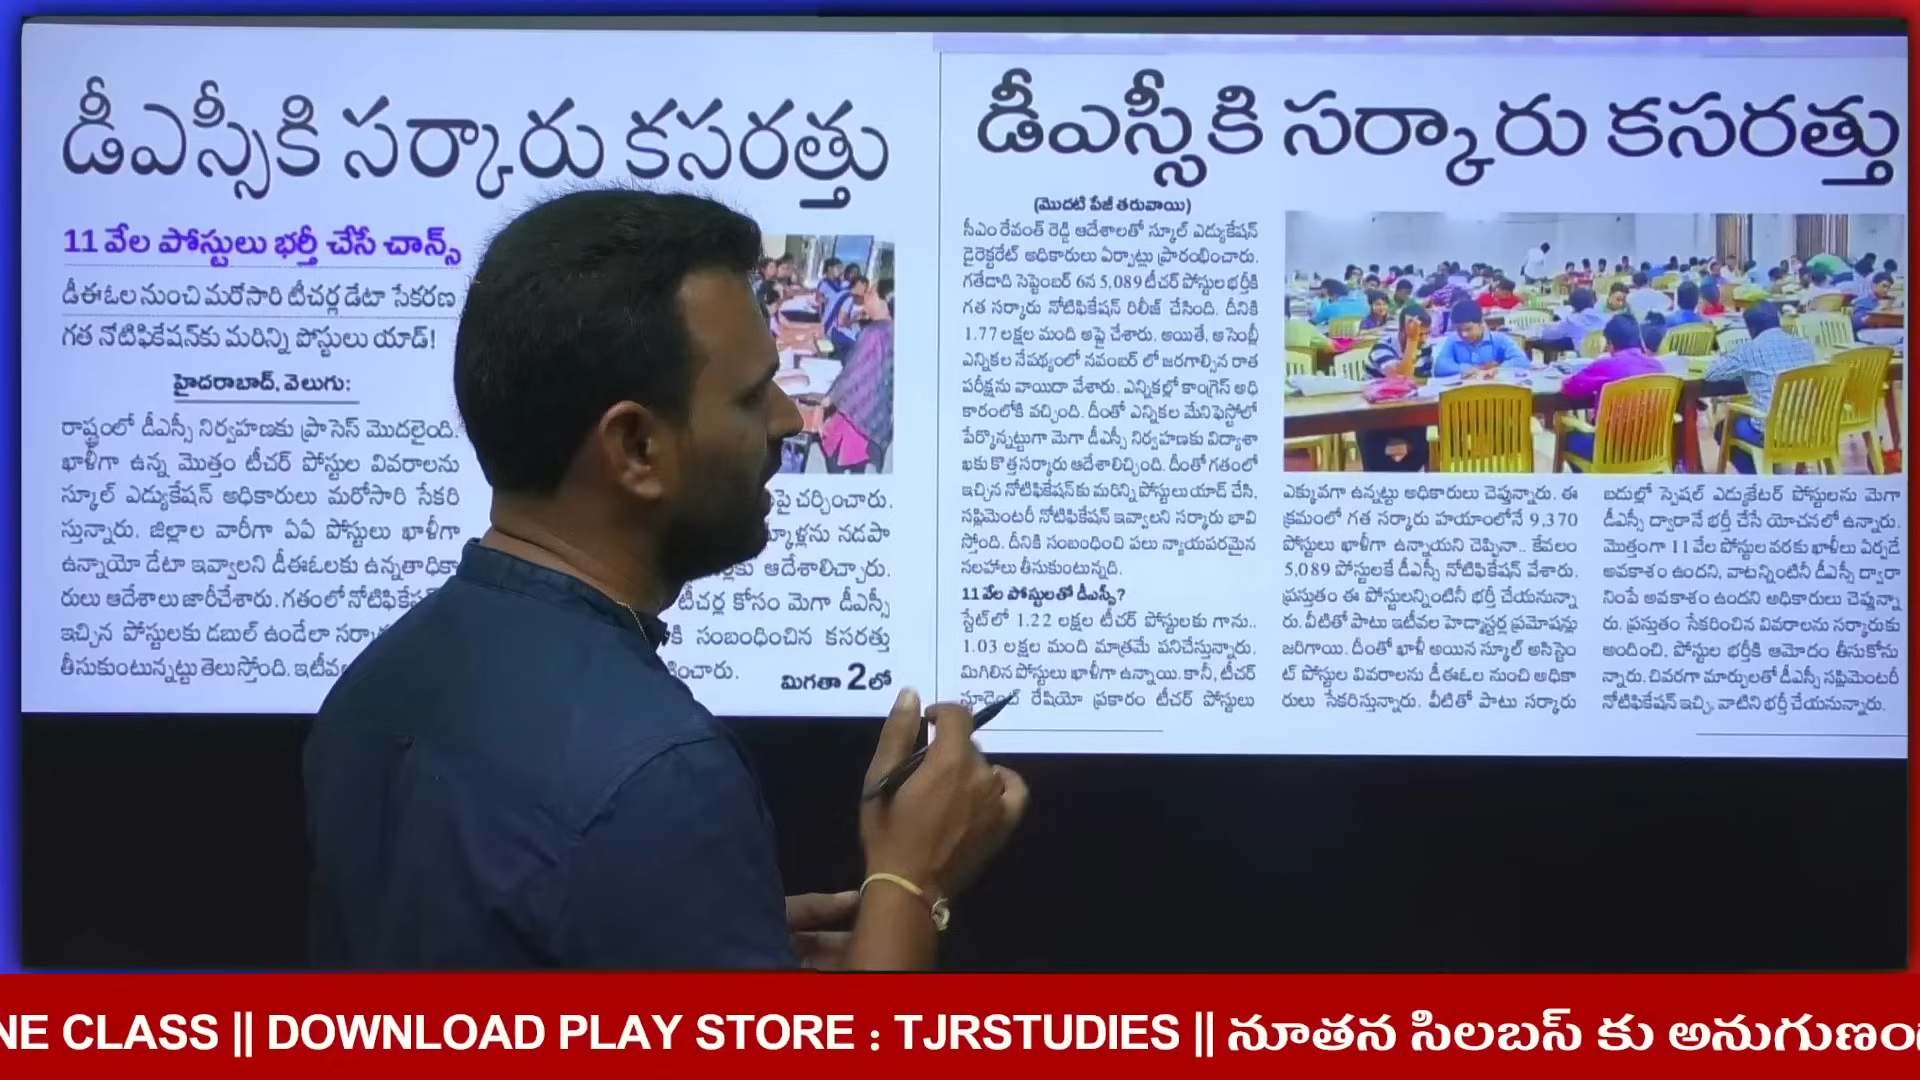 డీఎస్సీకి సర్కారు కసరత్తు
11 వేల పోస్టులు భర్తీ చేసే చాన్స్
డీఈఓల నుంచి మరోసారి టీచర్ల డేటా సేకరణ
గత నోటిఫికేషన్‌కు మరిన్ని పోస్టులు యాడ్!
హైదరాబాద్, వెలుగు:
రాష్ట్రంలో డీఎస్సీ నిర్వహణకు ప్రాసెస్ మొదలైంది.
ఖాళీగా ఉన్న మొత్తం టీచర్ పోస్టుల వివరాలను
స్కూల్ ఎడ్యుకేషన్ అధికారులు మరోసారి సేకరి
స్తున్నారు. జిల్లాల వారీగా ఏఏ పోస్టులు ఖాళీగా
ఉన్నాయో డేటా ఇవ్వాలని డీఈఓలకు ఉన్నతాధికా
రులు ఆదేశాలు జారీచేశారు. గతంలో
ఇచ్చిన పోస్టులకు డబుల్ ఉండేలా
తీసుకుంటున్నట్టు తెలుస్తోంది. ఇటీవ
పై చర్చించారు.
నడపా
ఆదేశాలిచ్చారు.
టీచర్ల కోసం మెగా డీఎస్సీ
కి సంబంధించిన కసరత్తు
మిగతా 2లో
డీఎస్సీకి సర్కారు కసరత్తు
(మొదటి పేజీ తరువాయి)
సీఎం రేవంత్ రెడ్డి ఆదేశాలతో స్కూల్ ఎడ్యుకేషన్
డైరెక్టరేట్ అధికారులు ఏర్పాట్లు ప్రారంభించారు.
గతేడాది సెప్టెంబర్ 6న 5,089 టీచర్ పోస్టుల భర్తీకి
గత సర్కారు నోటిఫికేషన్ రిలీజ్ చేసింది. దీనికి
1.77 లక్షల మంది అప్లై చేశారు. అయితే, అసెంబ్లీ
ఎన్నికల నేపథ్యంలో నవంబర్ లో జరగాల్సిన రాత
పరీక్షను వాయిదా వేశారు. ఎన్నికల్లో కాంగ్రెస్ అధి
కారంలోకి వచ్చింది. దీంతో ఎన్నికల మేనిఫెస్టోలో
పేర్కొన్నట్టుగా మెగా డీఎస్సీ నిర్వహణకు విద్యాశా
ఖకు కొత్త సర్కారు ఆదేశాలిచ్చింది. దీంతో గతంలో
ఇచ్చిన నోటిఫికేషన్‌కు మరిన్ని పోస్టులు యాడ్ చేసి,
సప్లిమెంటరీ నోటిఫికేషన్ ఇవ్వాలని సర్కారు భావి
స్తోంది. దీనికి సంబంధించి పలు న్యాయపరమైన
సలహాలు తీసుకుంటున్నది.
11 వేల పోస్టులతో డీఎస్సీ?
స్టేట్‌లో 1.22 లక్షల టీచర్ పోస్టులకు గాను..
1.03 లక్షల మంది మాత్రమే పనిచేస్తున్నారు.
మిగిలిన పోస్టులు ఖాళీగా ఉన్నాయి. కానీ, టీచర్
స్టూడెంట్ రేషియో ప్రకారం టీచర్ పోస్టులు
ఎక్కువగా ఉన్నట్టు అధికారులు చెప్తున్నారు. ఈ
క్రమంలో గత సర్కారు హయాంలోనే 9,370
పోస్టులు ఖాళీగా ఉన్నాయని చెప్పినా.. కేవలం
5,089 పోస్టులకే డీఎస్సీ నోటిఫికేషన్ వేశారు.
ప్రస్తుతం ఈ పోస్టులన్నింటినీ భర్తీ చేయనున్నా
రు. వీటితో పాటు ఇటీవల హెడ్మాస్టర్ల ప్రమోషన్లు
జరిగాయి. దీంతో ఖాళీ అయిన స్కూల్ అసిస్టెం
ట్ పోస్టుల వివరాలను డీఈఓల నుంచి అధికా
రులు సేకరిస్తున్నారు. వీటితో పాటు సర్కారు
బడుల్లో స్పెషల్ ఎడ్యుకేటర్ పోస్టులను మెగా
డీఎస్సీ ద్వారానే భర్తీ చేసే యోచనలో ఉన్నారు.
మొత్తంగా 11 వేల పోస్టుల వరకు ఖాళీలు ఏర్పడే
అవకాశం ఉందని, వాటన్నింటినీ డీఎస్సీ ద్వారా
నింపే అవకాశం ఉందని అధికారులు చెప్తున్నా
రు. ప్రస్తుతం సేకరించిన వివరాలను సర్కారుకు
అందించి, పోస్టుల భర్తీకి ఆమోదం తీసుకోను
న్నారు. చివరగా మార్పులతో డీఎస్సీ సప్లిమెంటరీ
నోటిఫికేషన్ ఇచ్చి, వాటిని భర్తీ చేయనున్నారు.
NE CLASS || DOWNLOAD PLAY STORE : TJRSTUDIES || నూతన సిలబస్ కు